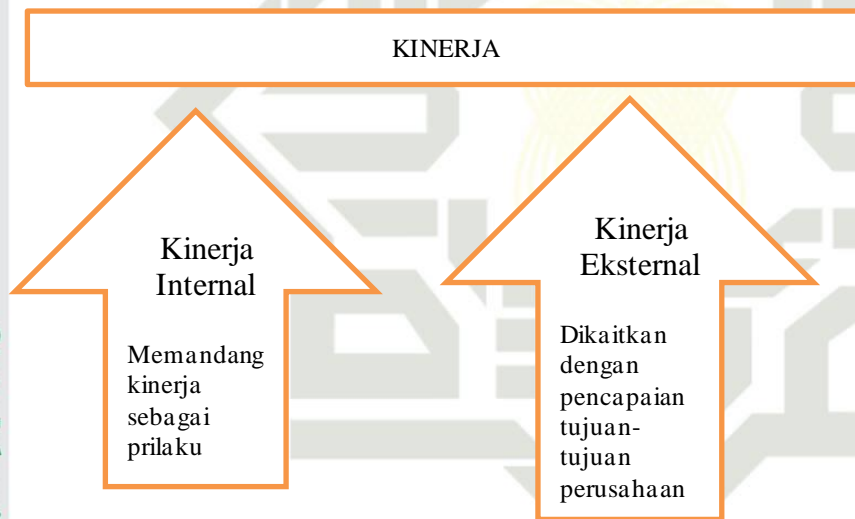 KINERJA
Kinerja
Internal
Memandang
kinerja
sebagai
prilaku
Kinerja
Eksternal
Dikaitkan
dengan
pencapaian
tujuan-
tujuan
perusahaan